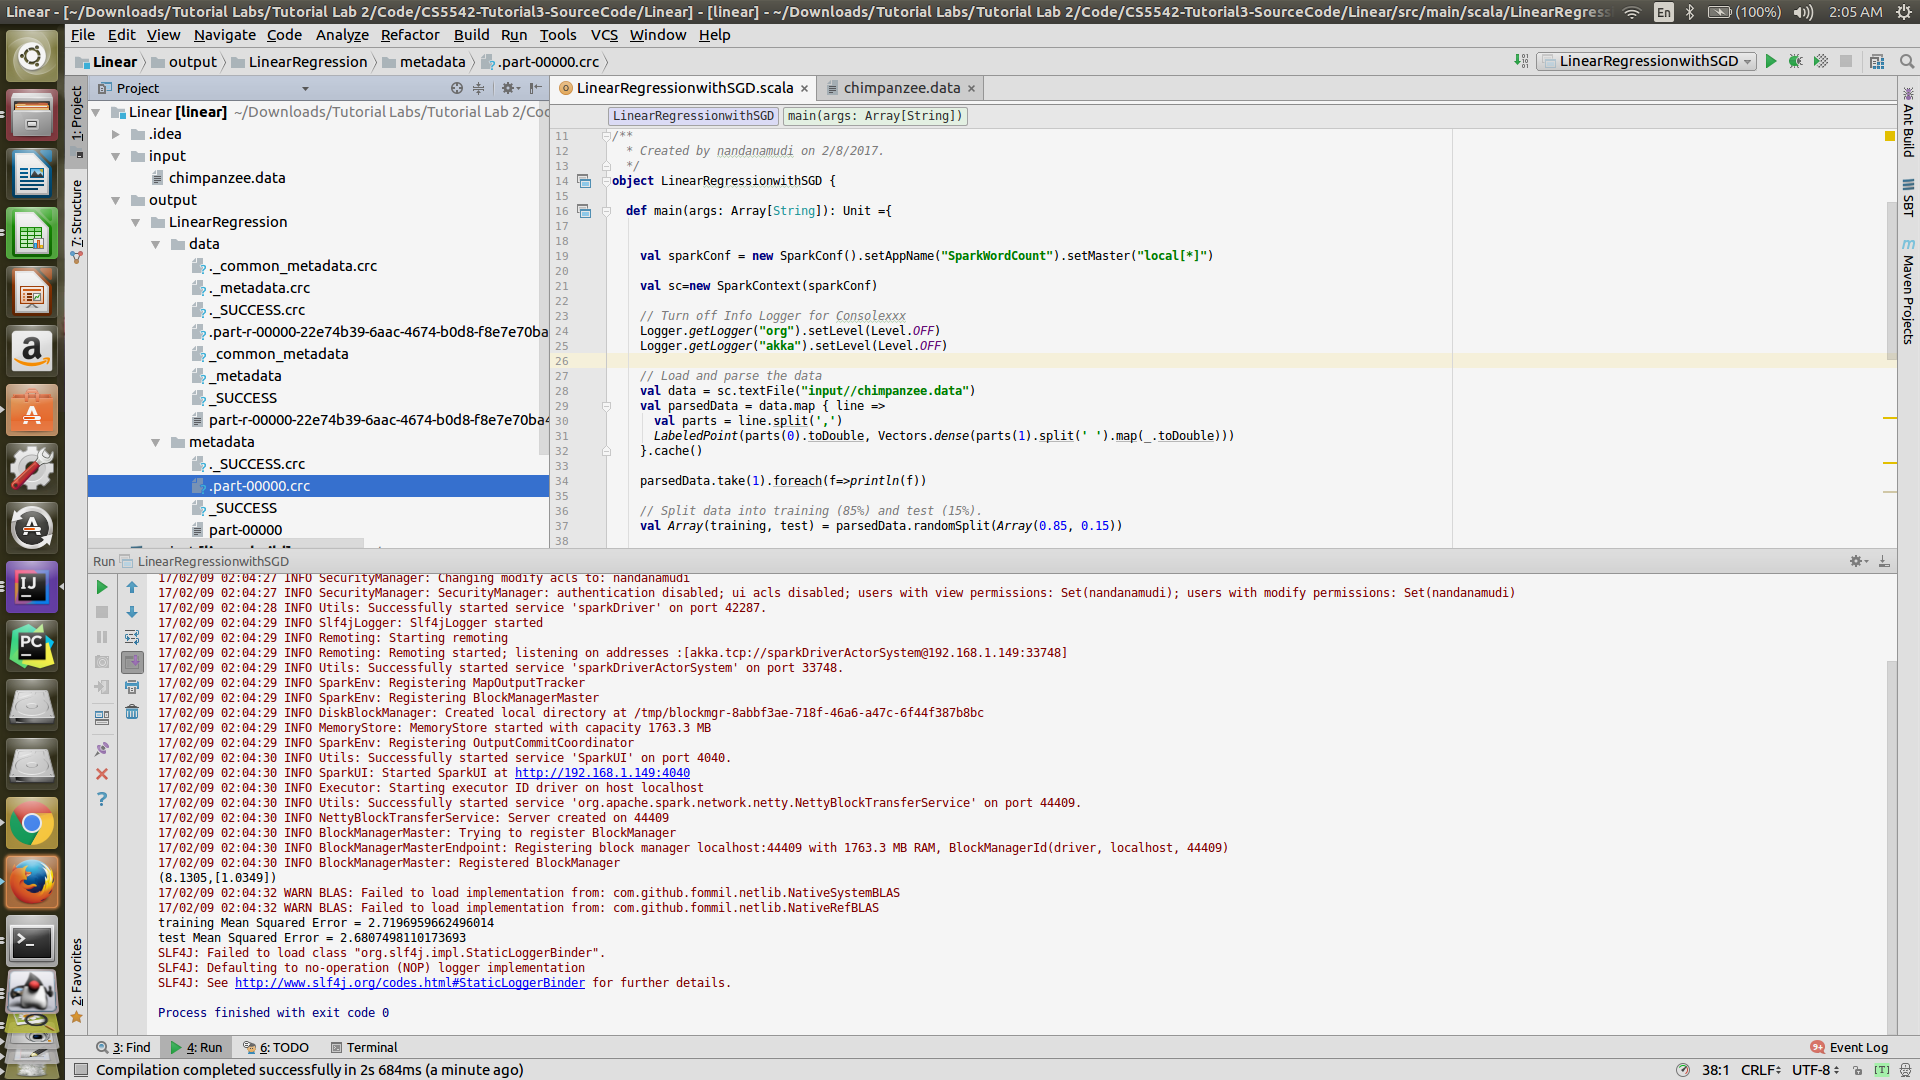 Linear - [~/Downloads/Tutorial Labs/Tutorial Lab 2/Code/CS5542-Tutorial3-SourceCode/Linear] - [linear] - ~/Downloads/Tutorial Labs/Tutorial Lab 2/Code/CS5542-Tutorial3-SourceCode/Linear/src/main/scala/LinearRegress
En (100%) 2:05 AM
File Edit View Navigate Code Analyze Refactor Build Run Tools VCS Window Help
Linear output LinearRegression metadata .part-00000.crc
LinearRegressionwithSGD
Project
LinearRegressionwithSGD.scala × chimpanzee.data ×
LinearRegressionwithSGD main(args: Array[String])
1: Project
7: Structure
2: Favorites
Linear [linear] ~/Downloads/Tutorial Labs/Tutorial Lab 2/Cod
.idea
input
chimpanzee.data
output
LinearRegression
data
._common_metadata.crc
._metadata.crc
._SUCCESS.crc
.part-r-00000-22e74b39-6aac-4674-b0d8-f8e7e70ba
_common_metadata
_metadata
_SUCCESS
part-r-00000-22e74b39-6aac-4674-b0d8-f8e7e70ba4
metadata
._SUCCESS.crc
.part-00000.crc
_SUCCESS
part-00000
11 /**
12 * Created by nandanamudi on 2/8/2017.
13 */
14 object LinearRegressionwithSGD {
15
16 def main(args: Array[String]): Unit ={
17
18
19 val sparkConf = new SparkConf().setAppName("SparkWordCount").setMaster("local[*]")
20
21 val sc=new SparkContext(sparkConf)
22
23 // Turn off Info Logger for Consolexxx
24 Logger.getLogger("org").setLevel(Level.OFF)
25 Logger.getLogger("akka").setLevel(Level.OFF)
26
27 // Load and parse the data
28 val data = sc.textFile("input//chimpanzee.data")
29 val parsedData = data.map { line =>
30 val parts = line.split(',')
31 LabeledPoint(parts(0).toDouble, Vectors.dense(parts(1).split(' ').map(_.toDouble)))
32 }.cache()
33
34 parsedData.take(1).foreach(f=>println(f))
35
36 // Split data into training (85%) and test (15%).
37 val Array(training, test) = parsedData.randomSplit(Array(0.85, 0.15))
38
Ant Build
SBT
m Maven Projects
Run LinearRegressionwithSGD
17/02/09 02:04:27 INFO SecurityManager: Changing modify acls to: nandanamudi
17/02/09 02:04:27 INFO SecurityManager: SecurityManager: authentication disabled; ui acls disabled; users with view permissions: Set(nandanamudi); users with modify permissions: Set(nandanamudi)
17/02/09 02:04:28 INFO Utils: Successfully started service 'sparkDriver' on port 42287.
17/02/09 02:04:29 INFO Slf4jLogger: Slf4jLogger started
17/02/09 02:04:29 INFO Remoting: Starting remoting
17/02/09 02:04:29 INFO Remoting: Remoting started; listening on addresses :[akka.tcp://sparkDriverActorSystem@192.168.1.149:33748]
17/02/09 02:04:29 INFO Utils: Successfully started service 'sparkDriverActorSystem' on port 33748.
17/02/09 02:04:29 INFO SparkEnv: Registering MapOutputTracker
17/02/09 02:04:29 INFO SparkEnv: Registering BlockManagerMaster
17/02/09 02:04:29 INFO DiskBlockManager: Created local directory at /tmp/blockmgr-8abbf3ae-718f-46a6-a47c-6f44f387b8bc
17/02/09 02:04:29 INFO MemoryStore: MemoryStore started with capacity 1763.3 MB
17/02/09 02:04:29 INFO SparkEnv: Registering OutputCommitCoordinator
17/02/09 02:04:30 INFO Utils: Successfully started service 'SparkUI' on port 4040.
17/02/09 02:04:30 INFO SparkUI: Started SparkUI at http://192.168.1.149:4040
17/02/09 02:04:30 INFO Executor: Starting executor ID driver on host localhost
17/02/09 02:04:30 INFO Utils: Successfully started service 'org.apache.spark.network.netty.NettyBlockTransferService' on port 44409.
17/02/09 02:04:30 INFO NettyBlockTransferService: Server created on 44409
17/02/09 02:04:30 INFO BlockManagerMaster: Trying to register BlockManager
17/02/09 02:04:30 INFO BlockManagerMasterEndpoint: Registering block manager localhost:44409 with 1763.3 MB RAM, BlockManagerId(driver, localhost, 44409)
17/02/09 02:04:30 INFO BlockManagerMaster: Registered BlockManager
(8.1305,[1.0349])
17/02/09 02:04:32 WARN BLAS: Failed to load implementation from: com.github.fommil.netlib.NativeSystemBLAS
17/02/09 02:04:32 WARN BLAS: Failed to load implementation from: com.github.fommil.netlib.NativeRefBLAS
training Mean Squared Error = 2.7196959662496014
test Mean Squared Error = 2.6807498110173693
SLF4J: Failed to load class "org.slf4j.impl.StaticLoggerBinder".
SLF4J: Defaulting to no-operation (NOP) logger implementation
SLF4J: See http://www.slf4j.org/codes.html#StaticLoggerBinder for further details.
Process finished with exit code 0
3: Find 4: Run 6: TODO Terminal 9+ Event Log
Compilation completed successfully in 2s 684ms (a minute ago) 38:1 CRLF UTF-8 [T]